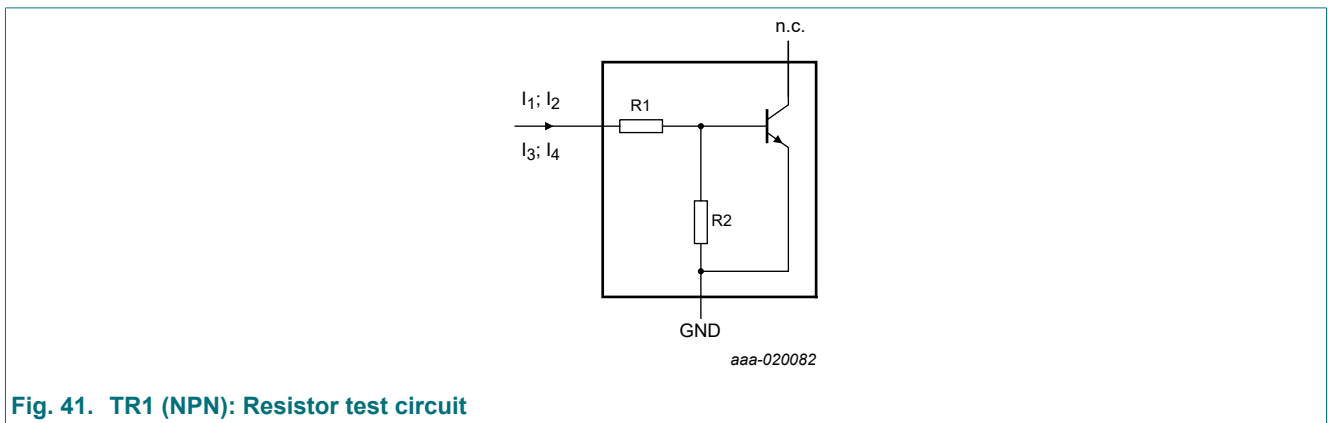 n.c.
I1; I2
R1
I3; I4
R2
GND
aaa-020082
Fig. 41. TR1 (NPN): Resistor test circuit